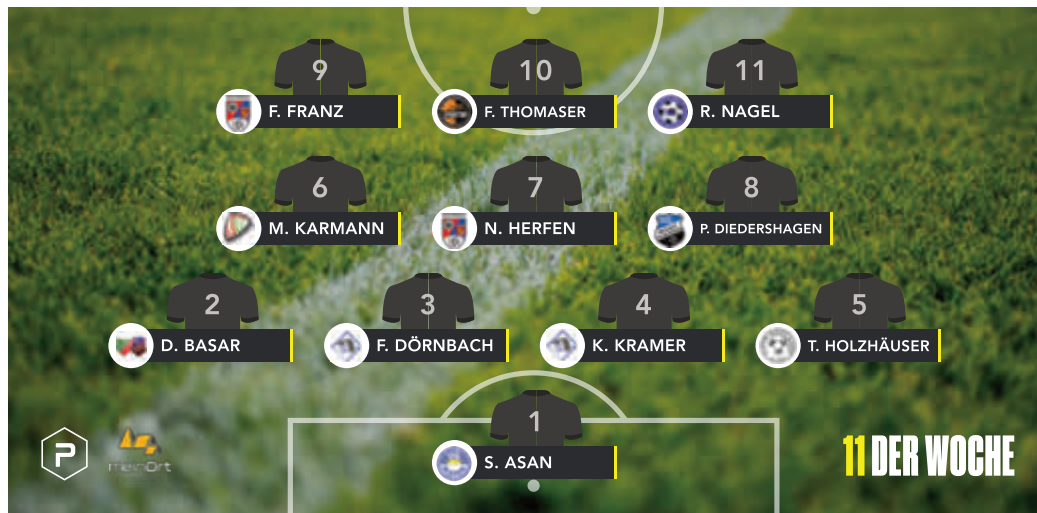 9
10
11
F. FRANZ
F. THOMASER
R. NAGEL
6
7
8
M. KARMANN
N. HERFEN
P. DIEDERSHAGEN
2
3
4
5
D. BASAR
F. DÖRNBACH
K. KRAMER
T. HOLZHÄUSER
1
S. ASAN
P
meinOrt
11 DER WOCHE